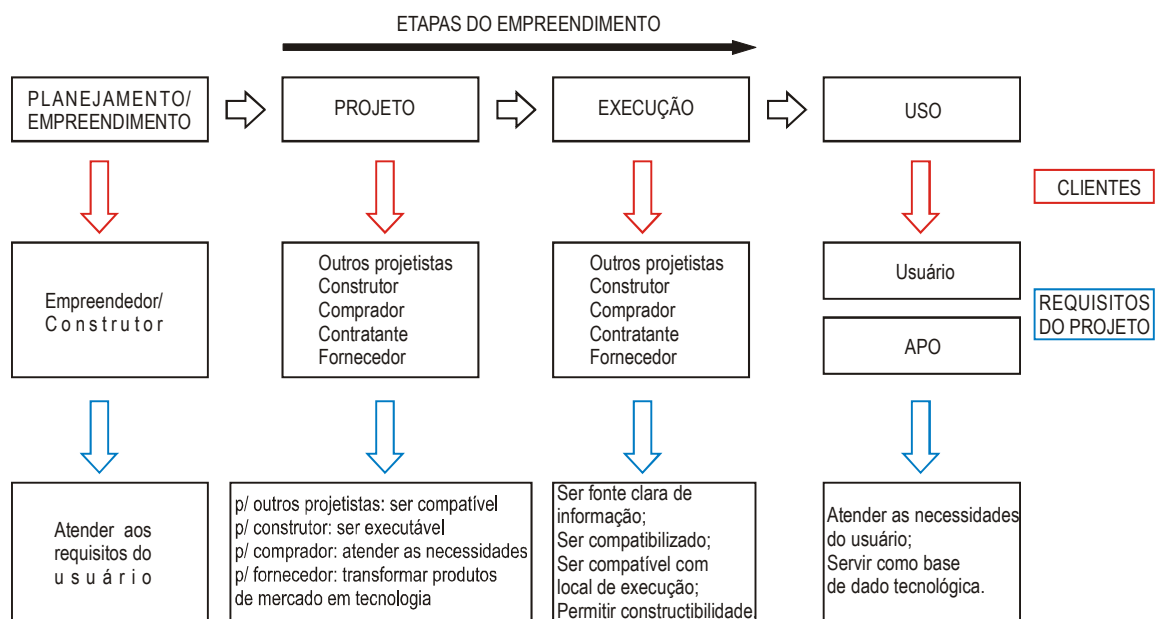 ETAPAS DO EMPREENDIMENTO
PLANEJAMENTO/
EMPREENDIMENTO
PROJETO
EXECUÇÃO
USO
CLIENTES
Empreendedor/
Construtor
Outros projetistas
Construtor
Comprador
Contratante
Fornecedor
Outros projetistas
Construtor
Comprador
Contratante
Fornecedor
Usuário
APO
REQUISITOS
DO PROJETO
Atender aos
requisitos do
usuário
p/ outros projetistas: ser compatível
p/ construtor: ser executável
p/ comprador: atender as necessidades
p/ fornecedor: transformar produtos
de mercado em tecnologia
Ser fonte clara de
informação;
Ser compatibilizado;
Ser compatível com
local de execução;
Permitir constructibilidade.
Atender as necessidades
do usuário;
Servir como base
de dado tecnológica.